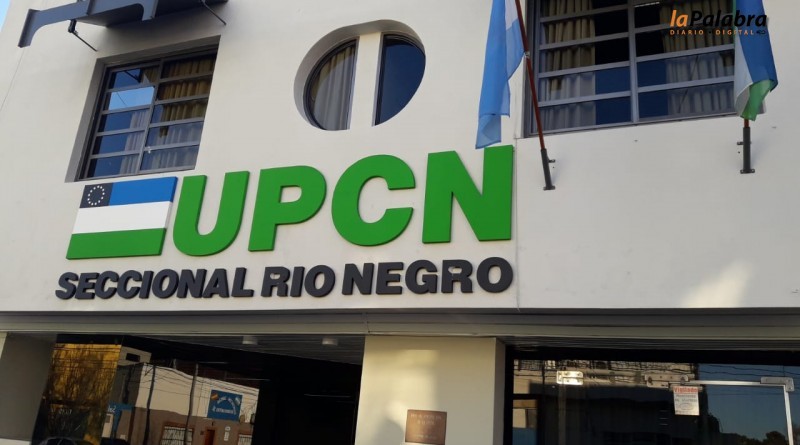 laPalabra
DIARIO - DIGITAL
UPCN
SECCIONAL RIO NEGRO